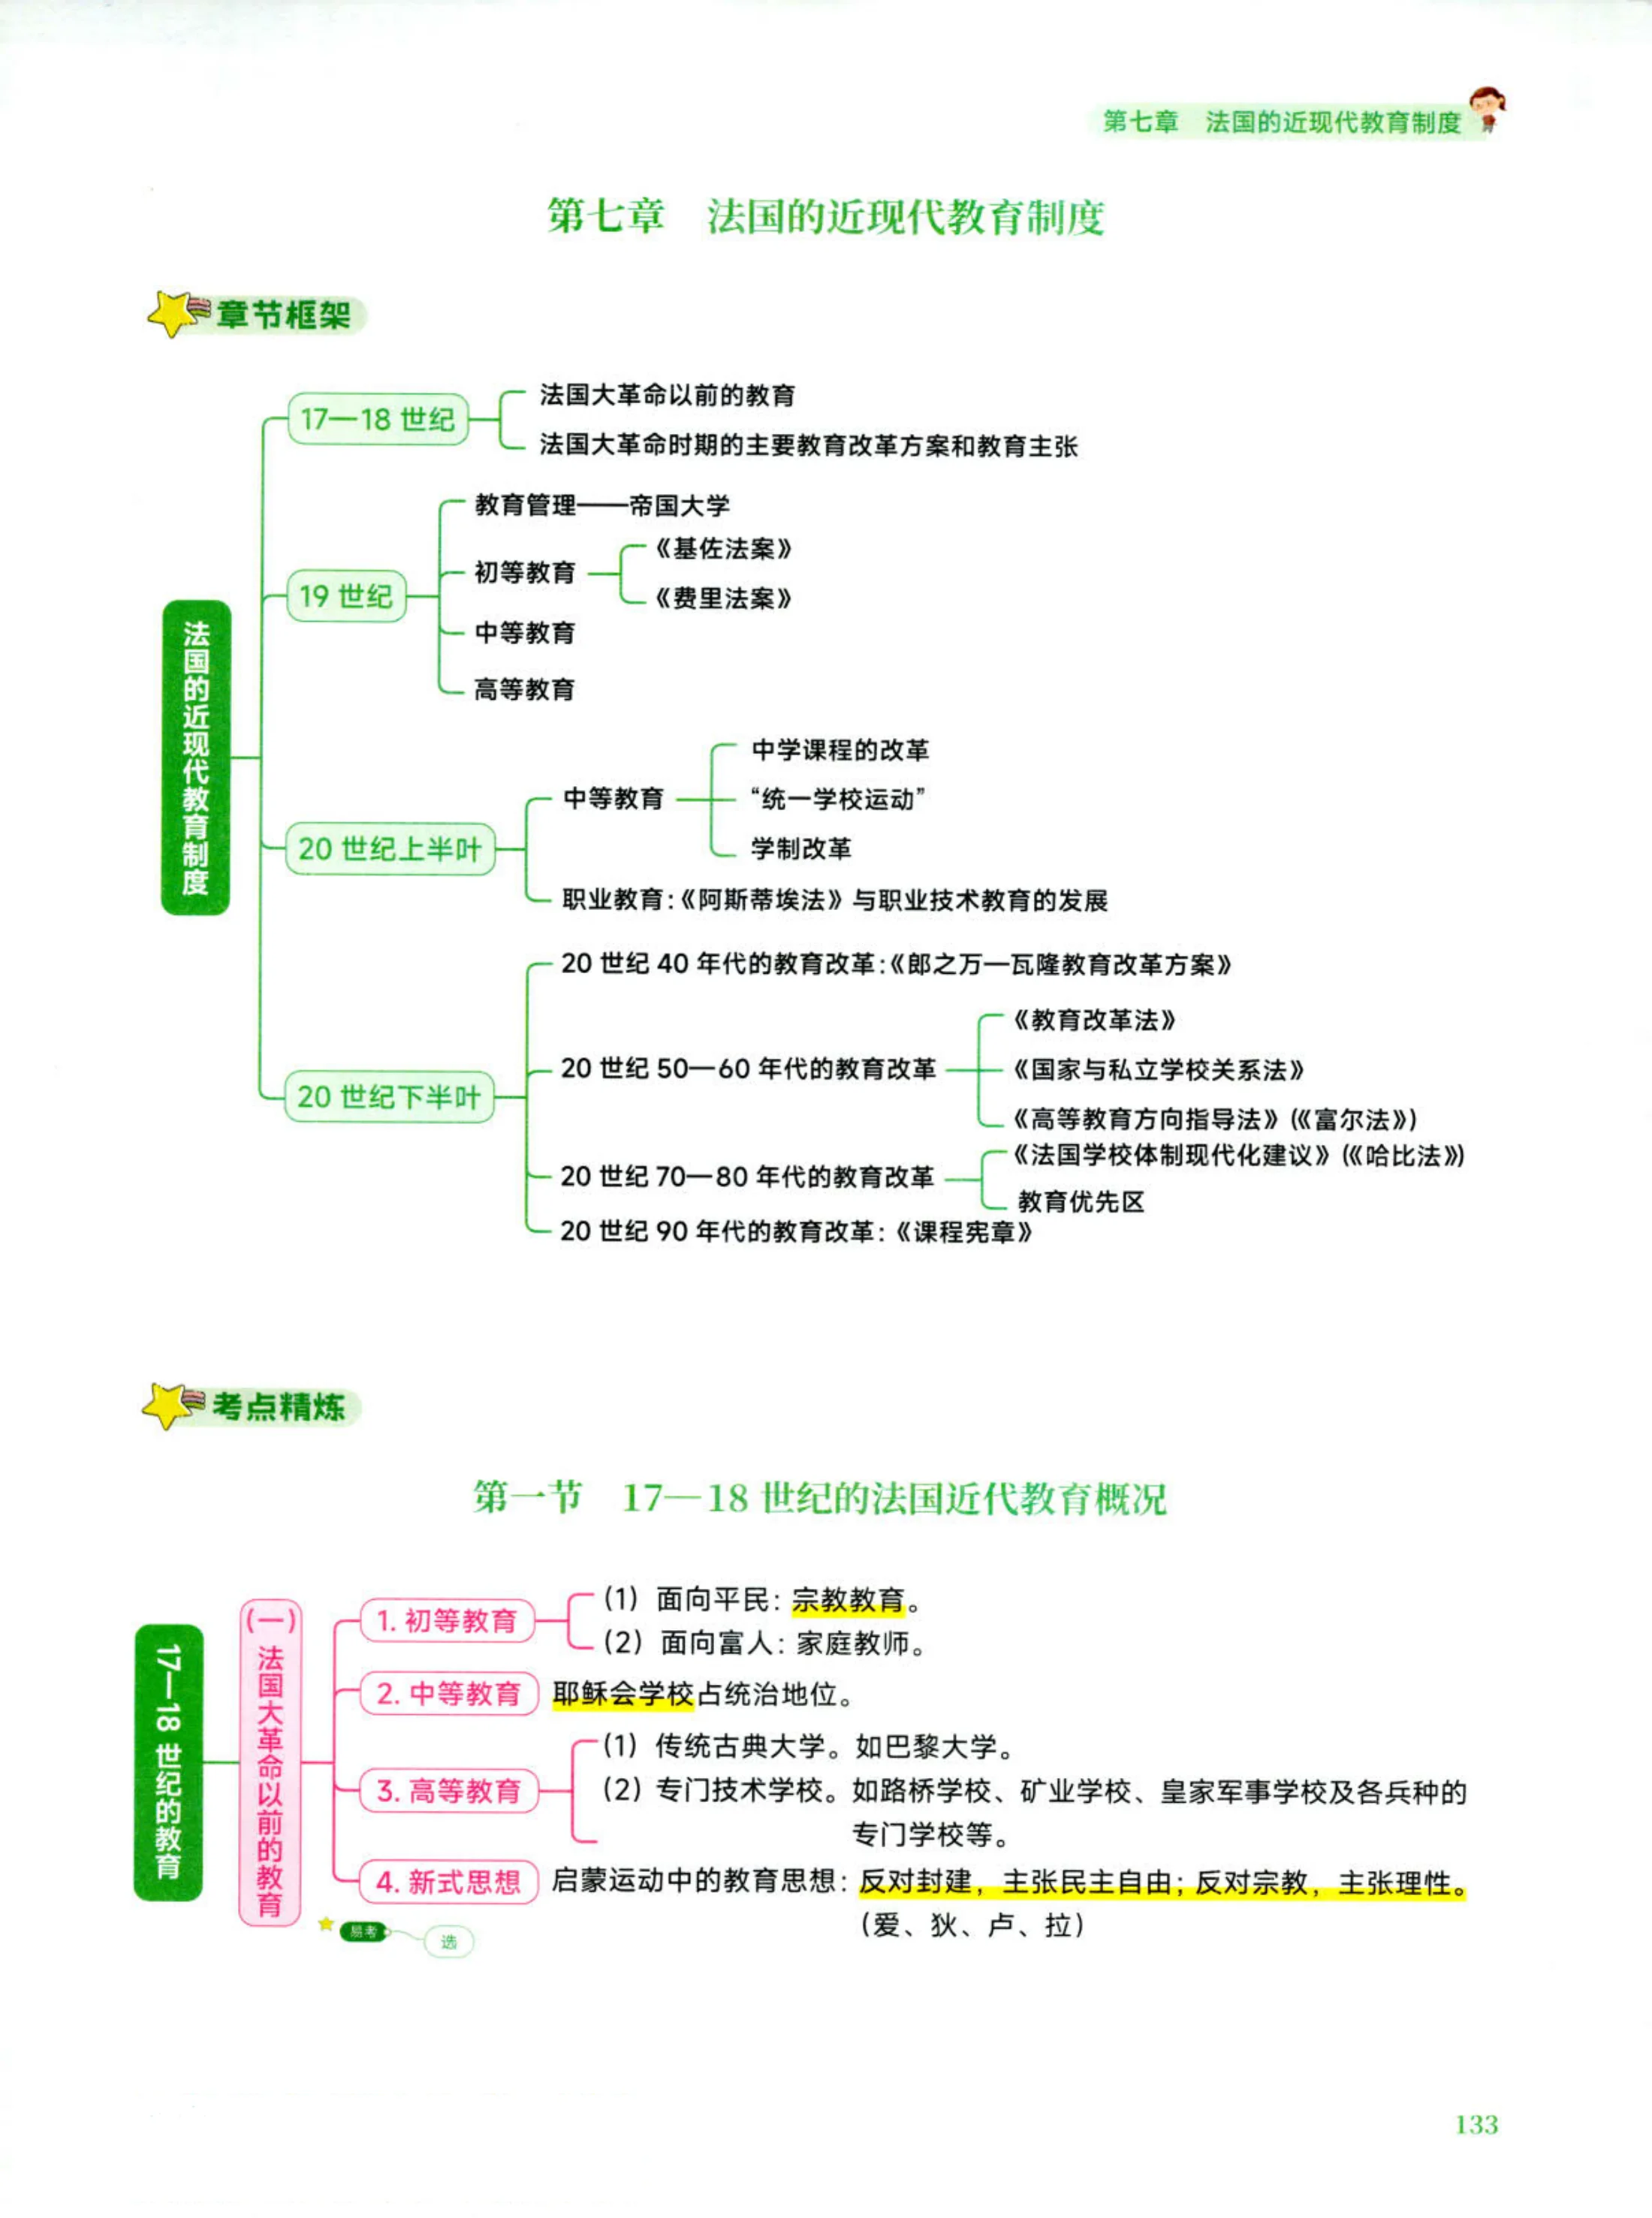 第七章 法国的近现代教育制度
第七章 法国的近现代教育制度
章节框架
法国的近现代教育制度
17—18 世纪
法国大革命以前的教育
法国大革命时期的主要教育改革方案和教育主张
19 世纪
教育管理——帝国大学
初等教育
《基佐法案》
《费里法案》
中等教育
高等教育
20 世纪上半叶
中等教育
中学课程的改革
“统一学校运动”
学制改革
职业教育:《阿斯蒂埃法》与职业技术教育的发展
20 世纪下半叶
20 世纪 40 年代的教育改革:《郎之万—瓦隆教育改革方案》
20 世纪 50—60 年代的教育改革
《教育改革法》
《国家与私立学校关系法》
《高等教育方向指导法》(《富尔法》)
20 世纪 70—80 年代的教育改革
《法国学校体制现代化建议》(《哈比法》)
教育优先区
20 世纪 90 年代的教育改革:《课程宪章》
考点精炼
第一节 17—18 世纪的法国近代教育概况
17—18 世纪的教育
(一) 法国大革命以前的教育
1. 初等教育
(1) 面向平民: 宗教教育。
(2) 面向富人: 家庭教师。
2. 中等教育
耶稣会学校占统治地位。
3. 高等教育
(1) 传统古典大学。如巴黎大学。
(2) 专门技术学校。如路桥学校、矿业学校、皇家军事学校及各兵种的
专门学校等。
4. 新式思想
启蒙运动中的教育思想: 反对封建，主张民主自由; 反对宗教，主张理性。
(爱、狄、卢、拉)
易考
选
133